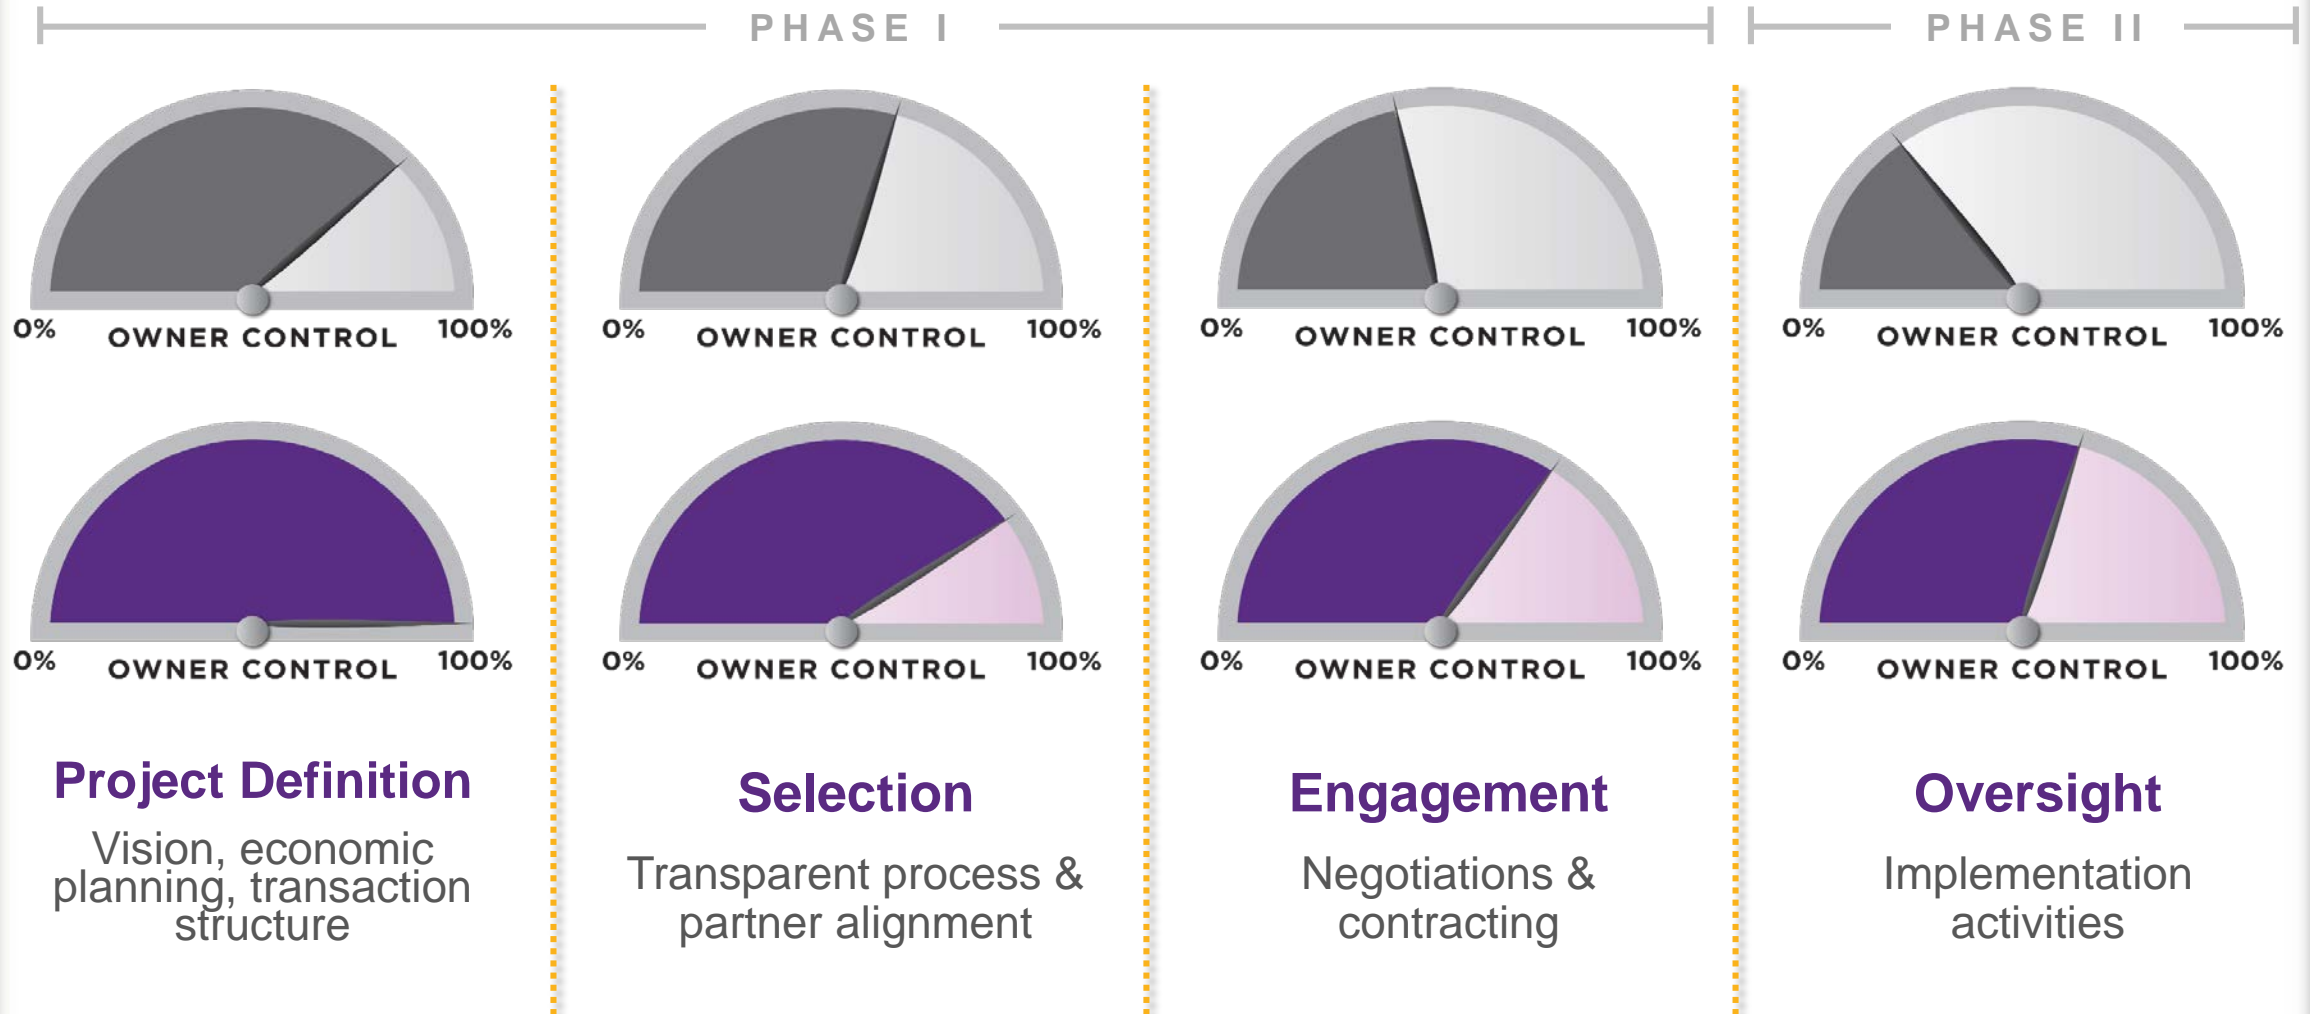 PHASE I
PHASE II
0% OWNER CONTROL 100%
0% OWNER CONTROL 100%
0% OWNER CONTROL 100%
0% OWNER CONTROL 100%
0% OWNER CONTROL 100%
0% OWNER CONTROL 100%
0% OWNER CONTROL 100%
0% OWNER CONTROL 100%
Project Definition
Vision, economic
planning, transaction
structure
Selection
Transparent process &
partner alignment
Engagement
Negotiations &
contracting
Oversight
Implementation
activities